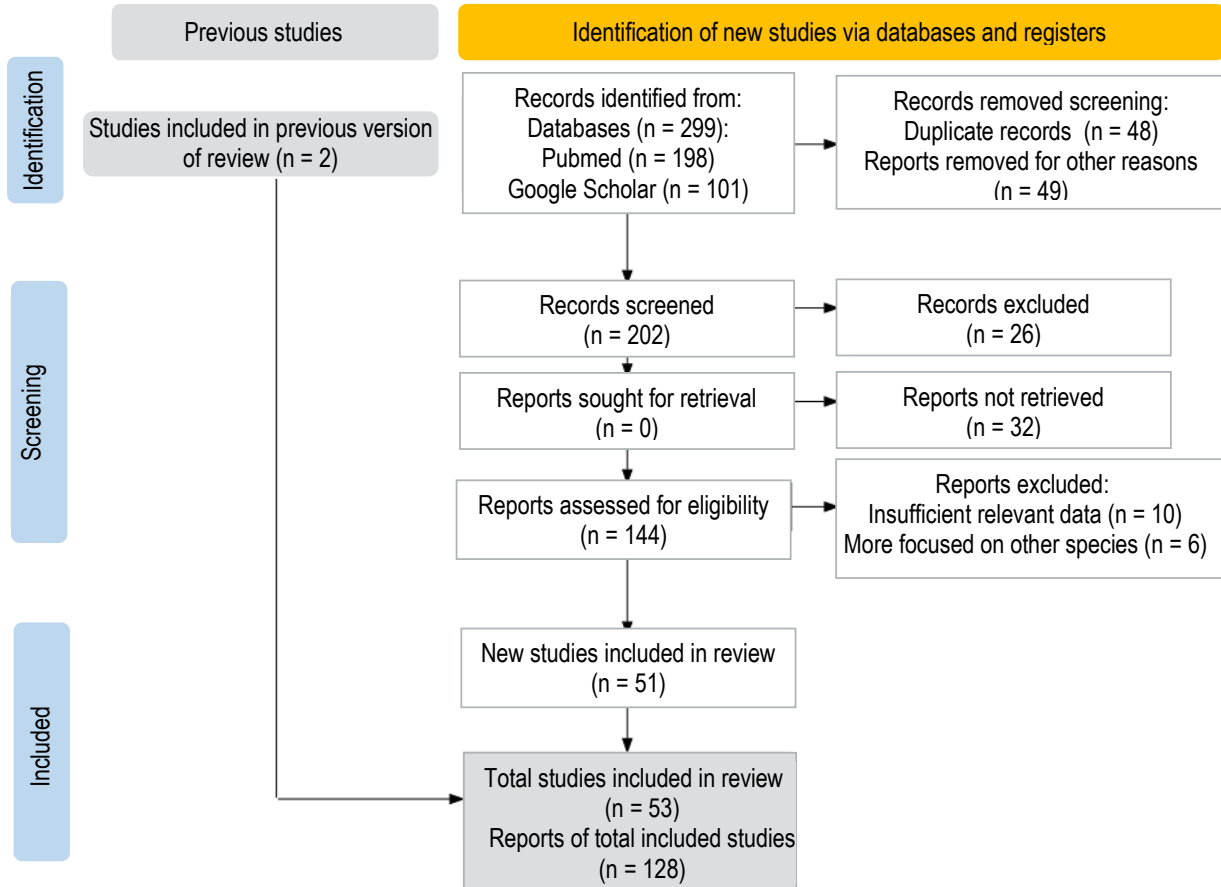 Previous studies
Identification of new studies via databases and registers
Identification
Studies included in previous version
of review (n = 2)
Records identified from:
Databases (n = 299):
Pubmed (n = 198)
Google Scholar (n = 101)
Records removed screening:
Duplicate records (n = 48)
Reports removed for other reasons
(n = 49)
Screening
Records screened
(n = 202)
Records excluded
(n = 26)
Reports sought for retrieval
(n = 0)
Reports not retrieved
(n = 32)
Reports assessed for eligibility
(n = 144)
Reports excluded:
Insufficient relevant data (n = 10)
More focused on other species (n = 6)
Included
New studies included in review
(n = 51)
Total studies included in review
(n = 53)
Reports of total included studies
(n = 128)